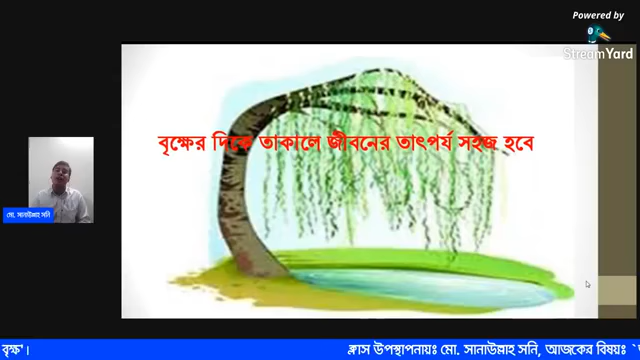 Powered by
StreamYard
বৃক্ষের দিকে তাকালে জীবনের তাৎপর্য সহজ হবে
মো. সানাউল্লাহ সনি
বৃক্ষ'। ক্লাস উপস্থাপনায়ঃ মো. সানাউল্লাহ সনি, আজকের বিষয়ঃ `